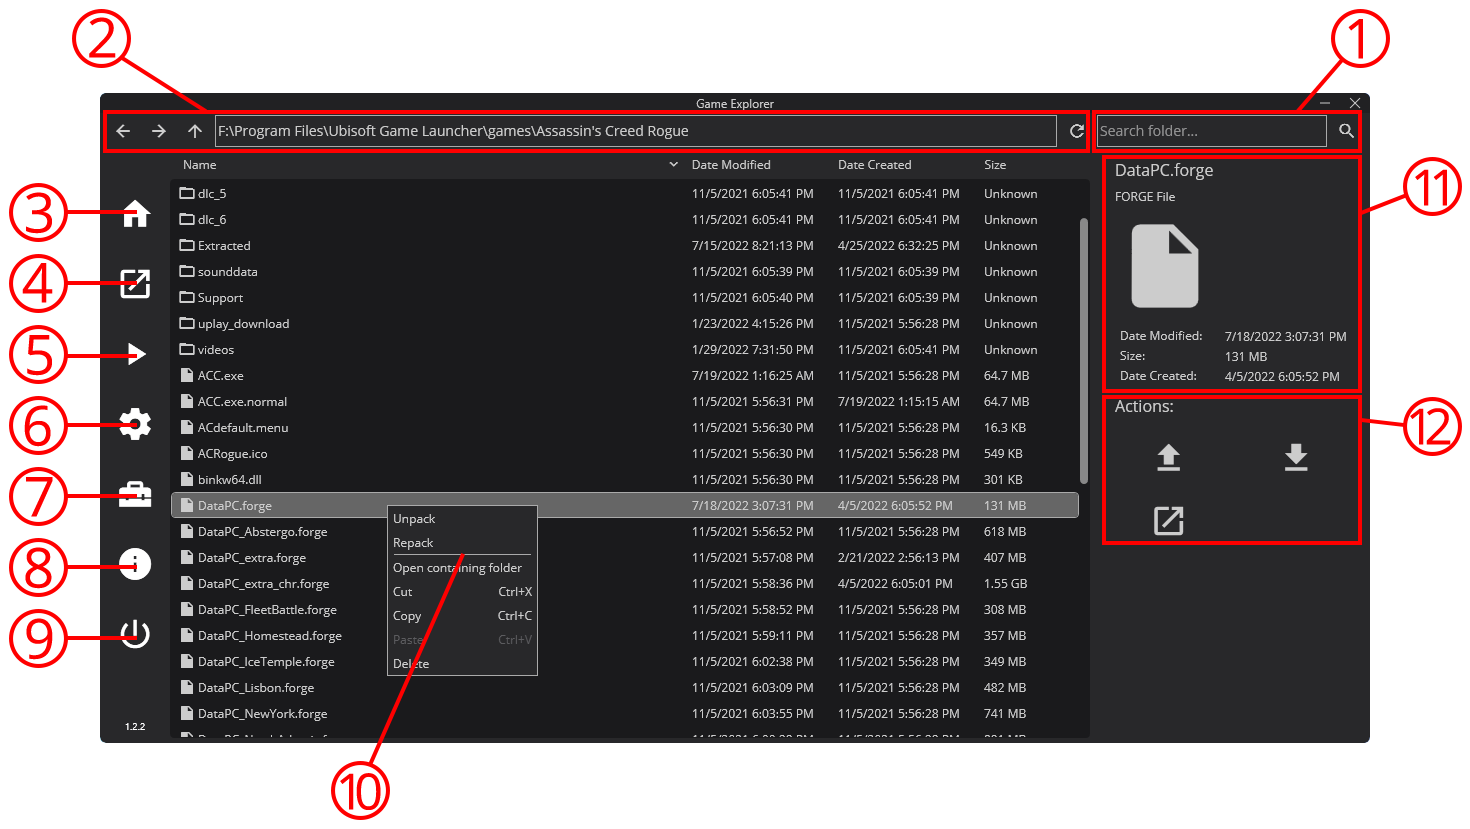 2
1
Game Explorer
F:\Program Files\Ubisoft Game Launcher\games\Assassin's Creed Rogue
Search folder...
Name Date Modified Date Created Size
dlc_5 11/5/2021 6:05:41 PM 11/5/2021 6:05:41 PM Unknown
dlc_6 11/5/2021 6:05:41 PM 11/5/2021 6:05:41 PM Unknown
Extracted 7/15/2022 8:21:13 PM 4/25/2022 6:32:25 PM Unknown
sounddata 11/5/2021 6:05:39 PM 11/5/2021 6:05:39 PM Unknown
Support 11/5/2021 6:05:40 PM 11/5/2021 6:05:39 PM Unknown
uplay_download 1/23/2022 4:15:26 PM 11/5/2021 5:56:28 PM Unknown
videos 1/29/2022 7:31:50 PM 11/5/2021 6:05:41 PM Unknown
ACC.exe 7/19/2022 1:16:25 AM 11/5/2021 5:56:28 PM 64.7 MB
ACC.exe.normal 11/5/2021 5:56:31 PM 7/19/2022 1:15:15 AM 64.7 MB
ACdefault.menu 11/5/2021 5:56:30 PM 11/5/2021 5:56:28 PM 16.3 KB
ACRogue.ico 11/5/2021 5:56:30 PM 11/5/2021 5:56:28 PM 549 KB
binkw64.dll 11/5/2021 5:56:30 PM 11/5/2021 5:56:28 PM 301 KB
DataPC.forge 7/18/2022 3:07:31 PM 4/5/2022 6:05:52 PM 131 MB
DataPC_Abstergo.forge 11/5/2021 5:56:52 PM 11/5/2021 5:56:28 PM 618 MB
DataPC_extra.forge 11/5/2021 5:57:08 PM 2/21/2022 2:56:13 PM 407 MB
DataPC_extra_chr.forge 11/5/2021 5:58:36 PM 4/5/2022 6:05:01 PM 1.55 GB
DataPC_FleetBattle.forge 11/5/2021 5:58:52 PM 11/5/2021 5:56:28 PM 308 MB
DataPC_Homestead.forge 11/5/2021 5:59:11 PM 11/5/2021 5:56:28 PM 357 MB
DataPC_IceTemple.forge 11/5/2021 6:02:38 PM 11/5/2021 5:56:28 PM 349 MB
DataPC_Lisbon.forge 11/5/2021 6:03:09 PM 11/5/2021 5:56:28 PM 482 MB
DataPC_NewYork.forge 11/5/2021 6:03:55 PM 11/5/2021 5:56:28 PM 741 MB
Unpack
Repack
Open containing folder
Cut Ctrl+X
Copy Ctrl+C
Paste Ctrl+V
Delete
DataPC.forge
FORGE File
Date Modified: 7/18/2022 3:07:31 PM
Size: 131 MB
Date Created: 4/5/2022 6:05:52 PM
Actions:
3
4
5
6
7
8
9
1.2.2
10
11
12